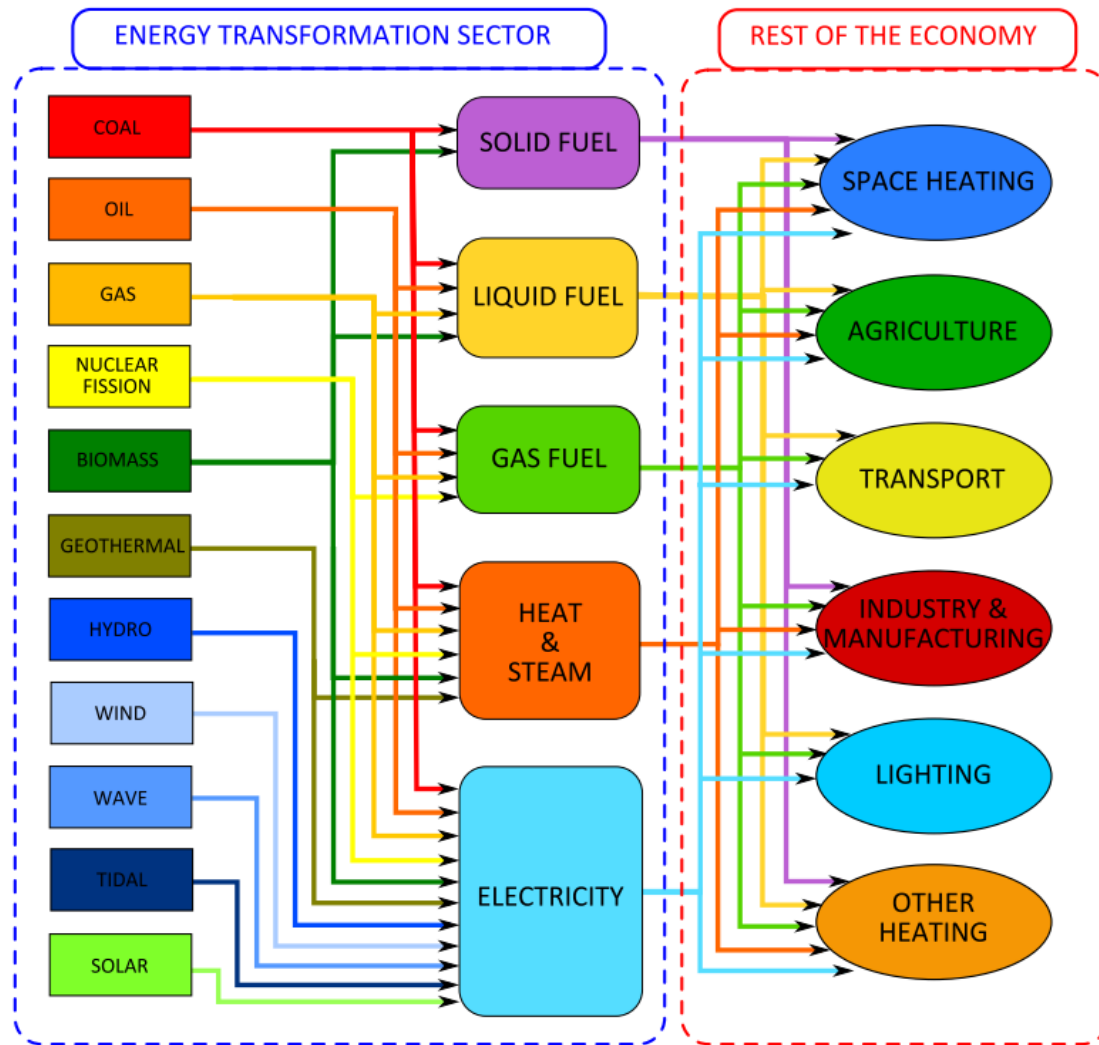 ENERGY TRANSFORMATION SECTOR
REST OF THE ECONOMY
COAL
OIL
GAS
NUCLEAR
FISSION
BIOMASS
GEOTHERMAL
HYDRO
WIND
WAVE
TIDAL
SOLAR
SOLID FUEL
LIQUID FUEL
GAS FUEL
HEAT
&
STEAM
ELECTRICITY
SPACE HEATING
AGRICULTURE
TRANSPORT
INDUSTRY &
MANUFACTURING
LIGHTING
OTHER
HEATING